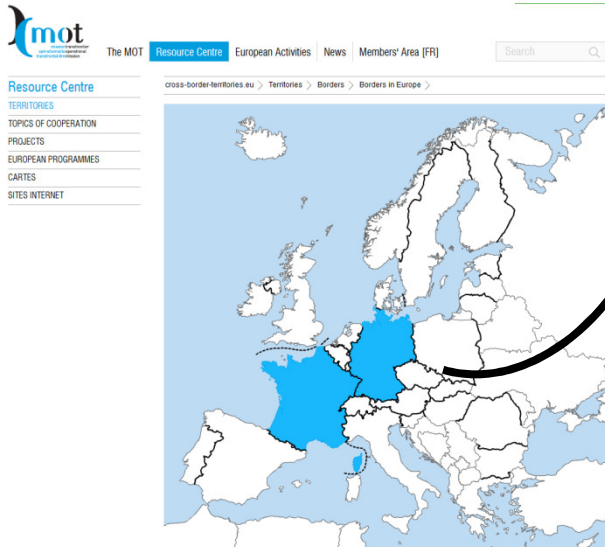 mot
The MOT
Resource Centre
European Activities
News
Members' Area [FR]
Search
Resource Centre
TERRITORIES
TOPICS OF COOPERATION
PROJECTS
EUROPEAN PROGRAMMES
CARTES
SITES INTERNET
cross-border-territories.eu > Territories > Borders > Borders in Europe >